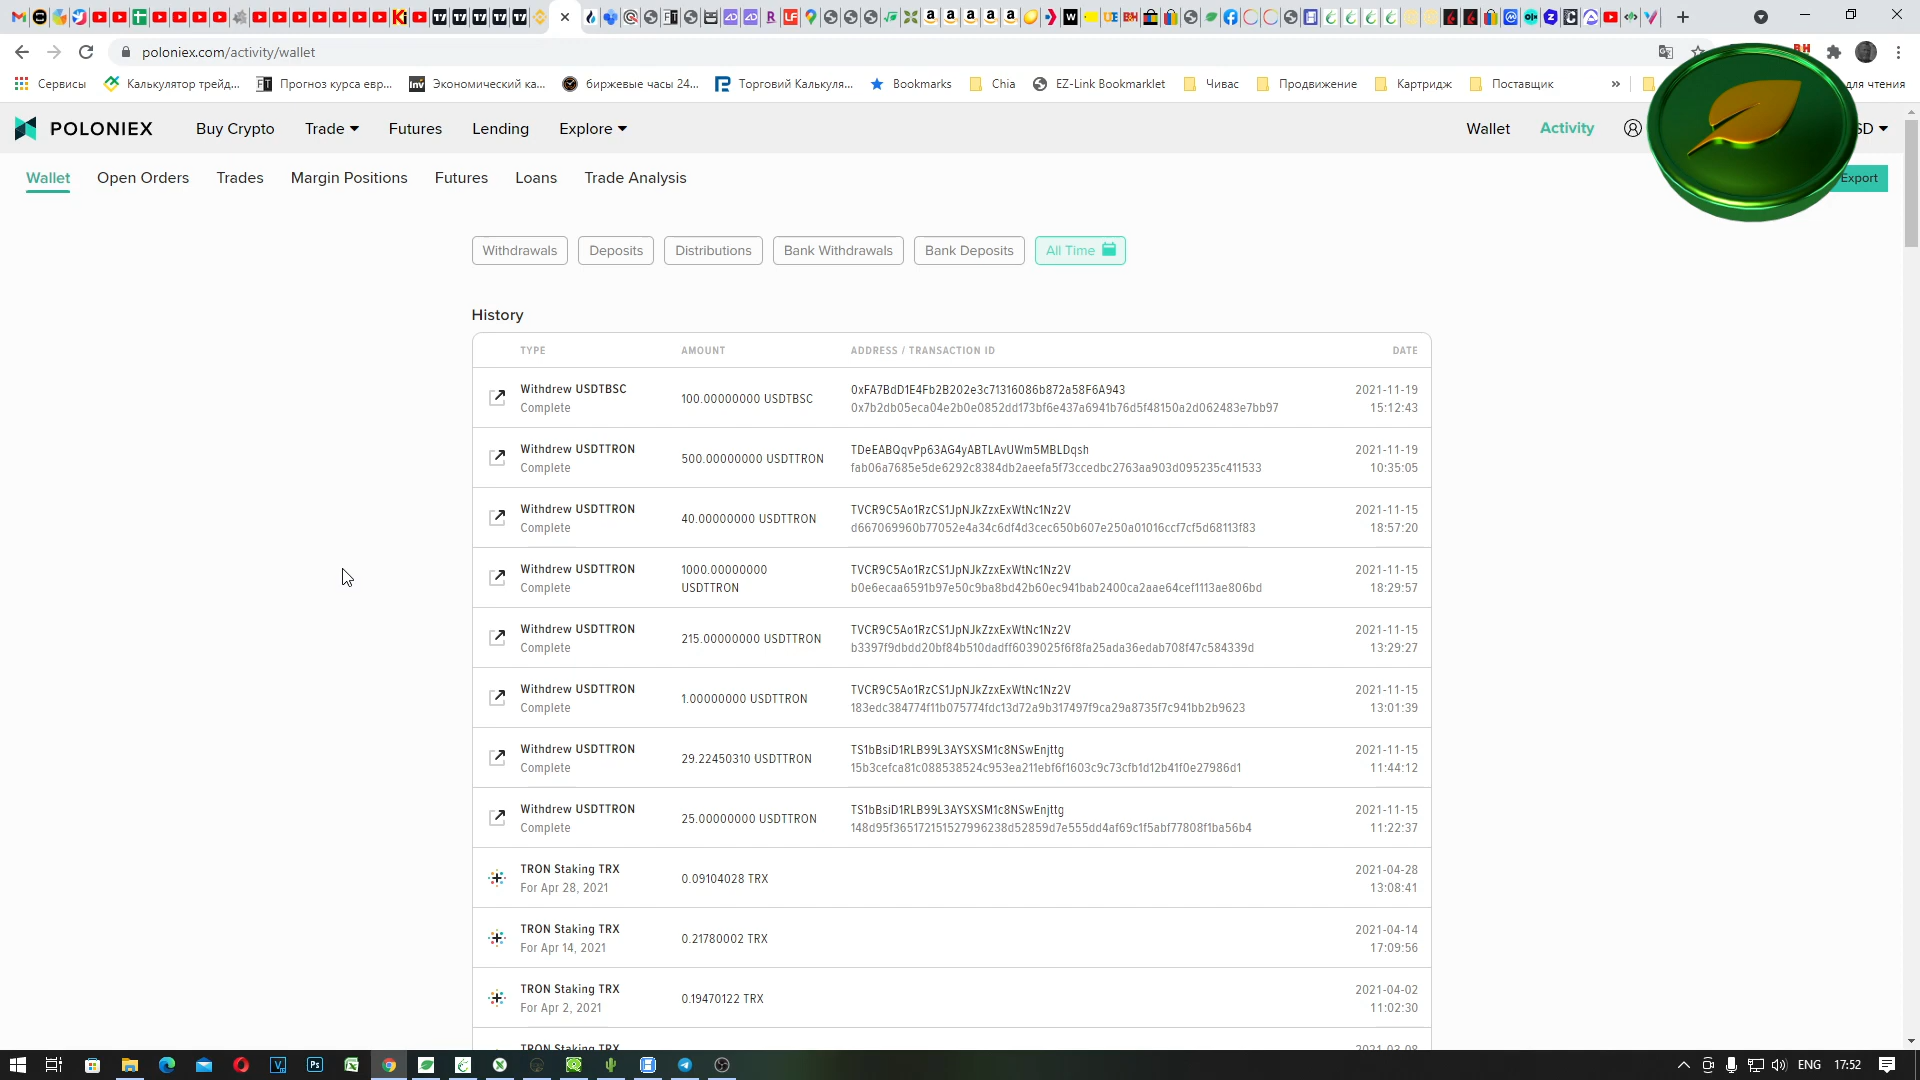 poloniex.com/activity/wallet
Сервисы
Калькулятор трейд...
Прогноз курса евр...
Экономический ка...
биржевые часы 24...
Торговий Калькуля...
Bookmarks
Chia
EZ-Link Bookmarklet
Чивас
Продвижение
Картридж
Поставщик
»
для чтения
POLONIEX
Buy Crypto
Trade
Futures
Lending
Explore
Wallet
Activity
SD
Wallet
Open Orders
Trades
Margin Positions
Futures
Loans
Trade Analysis
Export
Withdrawals
Deposits
Distributions
Bank Withdrawals
Bank Deposits
All Time
History
TYPE AMOUNT ADDRESS / TRANSACTION ID DATE
Withdrew USDTBSC
Complete
100.00000000 USDTBSC
0xFA7BdD1E4Fb2B202e3c71316086b872a58F6A943
0x7b2db05eca04e2b0e0852dd173bf6e437a6941b76d5f48150a2d062483e7bb97
2021-11-19
15:12:43
Withdrew USDTTRON
Complete
500.00000000 USDTTRON
TDeEABQqvPp63AG4yABTLAvUWm5MBLDqsh
fab06a7685e5de6292c8384db2aeefa5f73ccedbc2763aa903d095235c411533
2021-11-19
10:35:05
Withdrew USDTTRON
Complete
40.00000000 USDTTRON
TVCR9C5Ao1RzCS1JpNJkZzxExWtNc1Nz2V
d667069960b77052e4a34c6df4d3cec650b607e250a01016ccf7cf5d68113f83
2021-11-15
18:57:20
Withdrew USDTTRON
Complete
1000.00000000
USDTTRON
TVCR9C5Ao1RzCS1JpNJkZzxExWtNc1Nz2V
b0e6ecaa6591b97e50c9ba8bd42b60ec941bab2400ca2aae64cef1113ae806bd
2021-11-15
18:29:57
Withdrew USDTTRON
Complete
215.00000000 USDTTRON
TVCR9C5Ao1RzCS1JpNJkZzxExWtNc1Nz2V
b3397f9dbdd20bf84b510dadff6039025f6f8fa25ada36edab708f47c584339d
2021-11-15
13:29:27
Withdrew USDTTRON
Complete
1.00000000 USDTTRON
TVCR9C5Ao1RzCS1JpNJkZzxExWtNc1Nz2V
183edc384774f11b075774fdc13d72a9b317497f9ca29a8735f7c941bb2b9623
2021-11-15
13:01:39
Withdrew USDTTRON
Complete
29.22450310 USDTTRON
TS1bBsiD1RLB99L3AYSXSM1c8NSwEnjttg
15b3cefca81c088538524c953ea211ebf6f1603c9c73cfb1d12b41f0e27986d1
2021-11-15
11:44:12
Withdrew USDTTRON
Complete
25.00000000 USDTTRON
TS1bBsiD1RLB99L3AYSXSM1c8NSwEnjttg
148d95f365172151527996238d52859d7e555dd4af69c1f5abf77808f1ba56b4
2021-11-15
11:22:37
TRON Staking TRX
For Apr 28, 2021
0.09104028 TRX
2021-04-28
13:08:41
TRON Staking TRX
For Apr 14, 2021
0.21780002 TRX
2021-04-14
17:09:56
TRON Staking TRX
For Apr 2, 2021
0.19470122 TRX
2021-04-02
11:02:30
TRON Staking TRX
2021-03-08
ENG
17:52